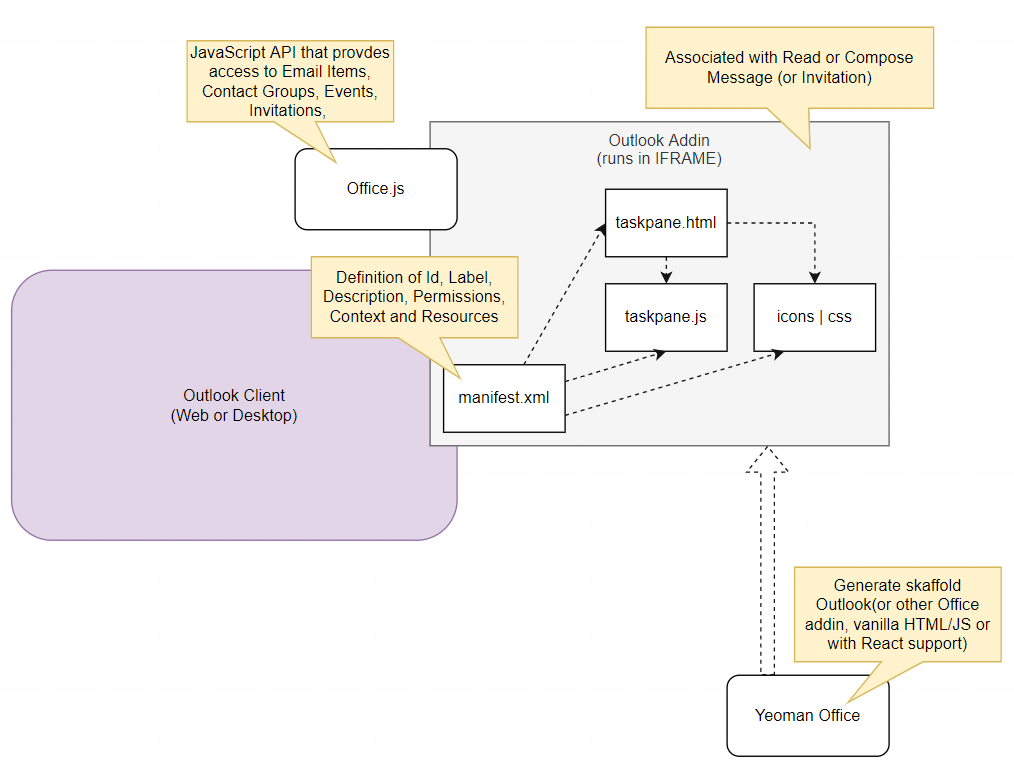 JavaScript API that provdes
access to Email Items,
Contact Groups, Events,
Invitations,
Associated with Read or Compose
Message (or Invitation)
Outlook Addin
(runs in IFRAME)
Office.js
taskpane.html
Definition of Id, Label,
Description, Permissions,
Context and Resources
taskpane.js
icons | css
Outlook Client
(Web or Desktop)
manifest.xml
Generate skaffold
Outlook(or other Office
addin, vanilla HTML/JS or
with React support)
Yeoman Office